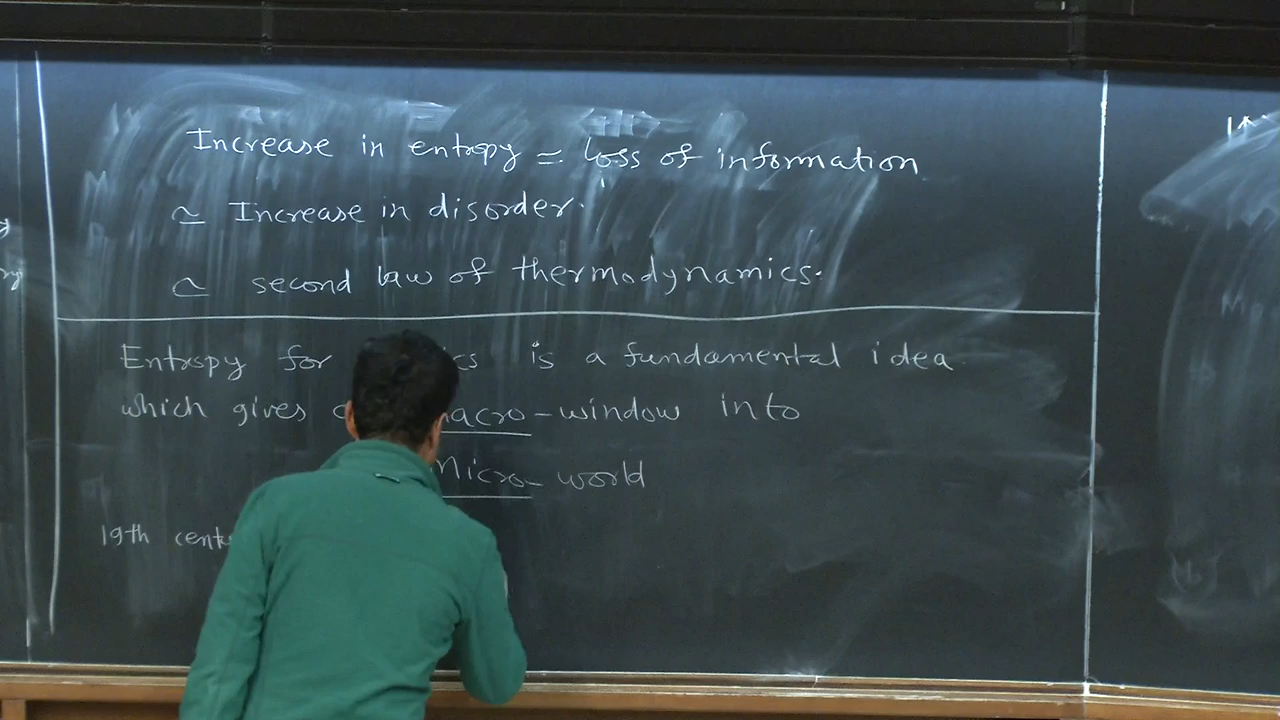 Increase in entropy ≃ loss of information
≃ Increase in disorder.
≃ second law of thermodynamics.
Entropy for is a fundamental idea
which gives macro-window into
Micro- world
19th